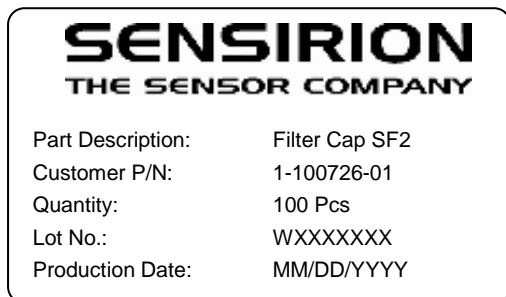 SENSIRION
THE SENSOR COMPANY
Part Description: Filter Cap SF2
Customer P/N: 1-100726-01
Quantity: 100 Pcs
Lot No.: WXXXXXXX
Production Date: MM/DD/YYYY